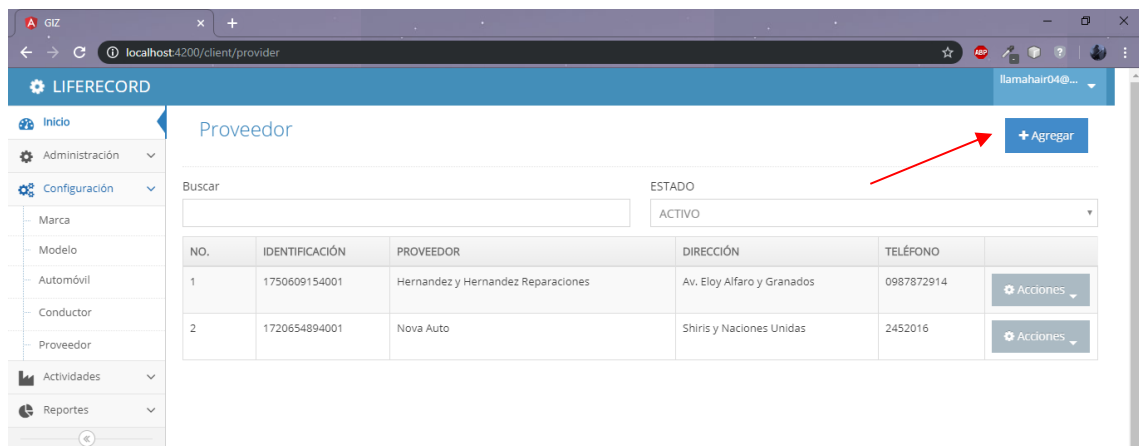 GIZ
localhost:4200/client/provider
ABP
LIFERECORD
llamahair04@...
Inicio
Administración
Configuración
Marca
Modelo
Automóvil
Conductor
Proveedor
Actividades
Reportes
Proveedor
+ Agregar
Buscar
ESTADO
ACTIVO
NO. IDENTIFICACIÓN PROVEEDOR DIRECCIÓN TELÉFONO
1 1750609154001 Hernandez y Hernandez Reparaciones Av. Eloy Alfaro y Granados 0987872914 Acciones
2 1720654894001 Nova Auto Shiris y Naciones Unidas 2452016 Acciones